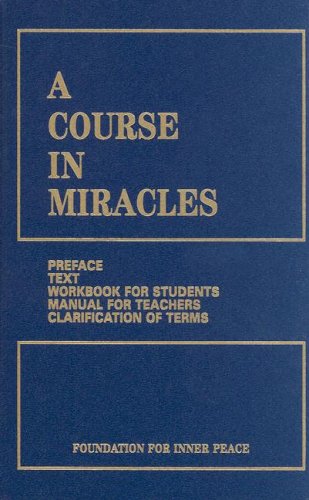 A
COURSE
IN
MIRACLES
PREFACE
TEXT
WORKBOOK FOR STUDENTS
MANUAL FOR TEACHERS
CLARIFICATION OF TERMS
FOUNDATION FOR INNER PEACE